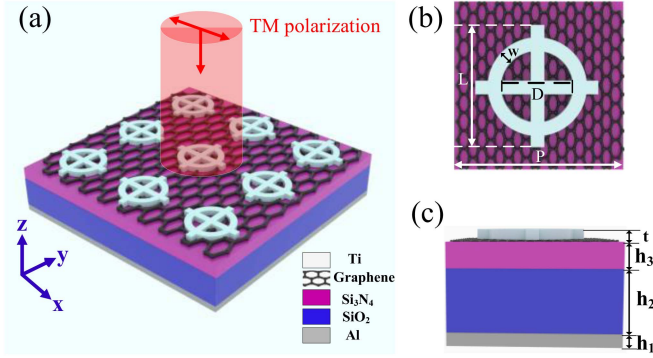 (a)
TM polarization
z
y
x
Ti
Graphene
Si₃N₄
SiO₂
Al
(b)
L
w
D
P
(c)
t
h₃
h₂
h₁